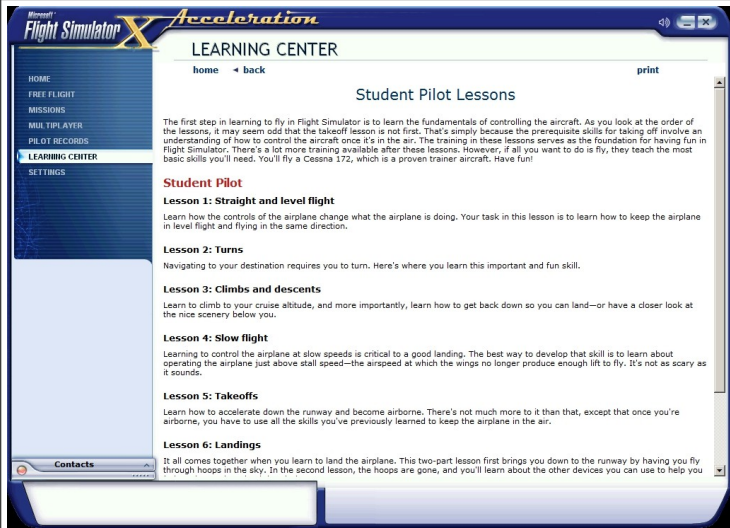 Microsoft
Flight Simulator X
Acceleration
LEARNING CENTER
home
back
print
HOME
FREE FLIGHT
MISSIONS
MULTIPLAYER
PILOT RECORDS
LEARNING CENTER
SETTINGS
Student Pilot Lessons
The first step in learning to fly in Flight Simulator is to learn the fundamentals of controlling the aircraft. As you look at the order of
the lessons, it may seem odd that the takeoff lesson is not first. That's simply because the prerequisite skills for taking off involve an
understanding of how to control the aircraft once it's in the air. The training in these lessons serves as the foundation for having fun in
Flight Simulator. There's a lot more training available after these lessons. However, if all you want to do is fly, they teach the most
basic skills you'll need. You'll fly a Cessna 172, which is a proven trainer aircraft. Have fun!
Student Pilot
Lesson 1: Straight and level flight
Learn how the controls of the airplane change what the airplane is doing. Your task in this lesson is to learn how to keep the airplane
in level flight and flying in the same direction.
Lesson 2: Turns
Navigating to your destination requires you to turn. Here's where you learn this important and fun skill.
Lesson 3: Climbs and descents
Learn to climb to your cruise altitude, and more importantly, learn how to get back down so you can land—or have a closer look at
the nice scenery below you.
Lesson 4: Slow flight
Learning to control the airplane at slow speeds is critical to a good landing. The best way to develop that skill is to learn about
operating the airplane just above stall speed—the airspeed at which the wings no longer produce enough lift to fly. It's not as scary as
it sounds.
Lesson 5: Takeoffs
Learn how to accelerate down the runway and become airborne. There's not much more to it than that, except that once you're
airborne, you have to use all the skills you've previously learned to keep the airplane in the air.
Lesson 6: Landings
It all comes together when you learn to land the airplane. This two-part lesson first brings you down to the runway by having you fly
through hoops in the sky. In the second lesson, the hoops are gone, and you'll learn about the other devices you can use to help you
Contacts